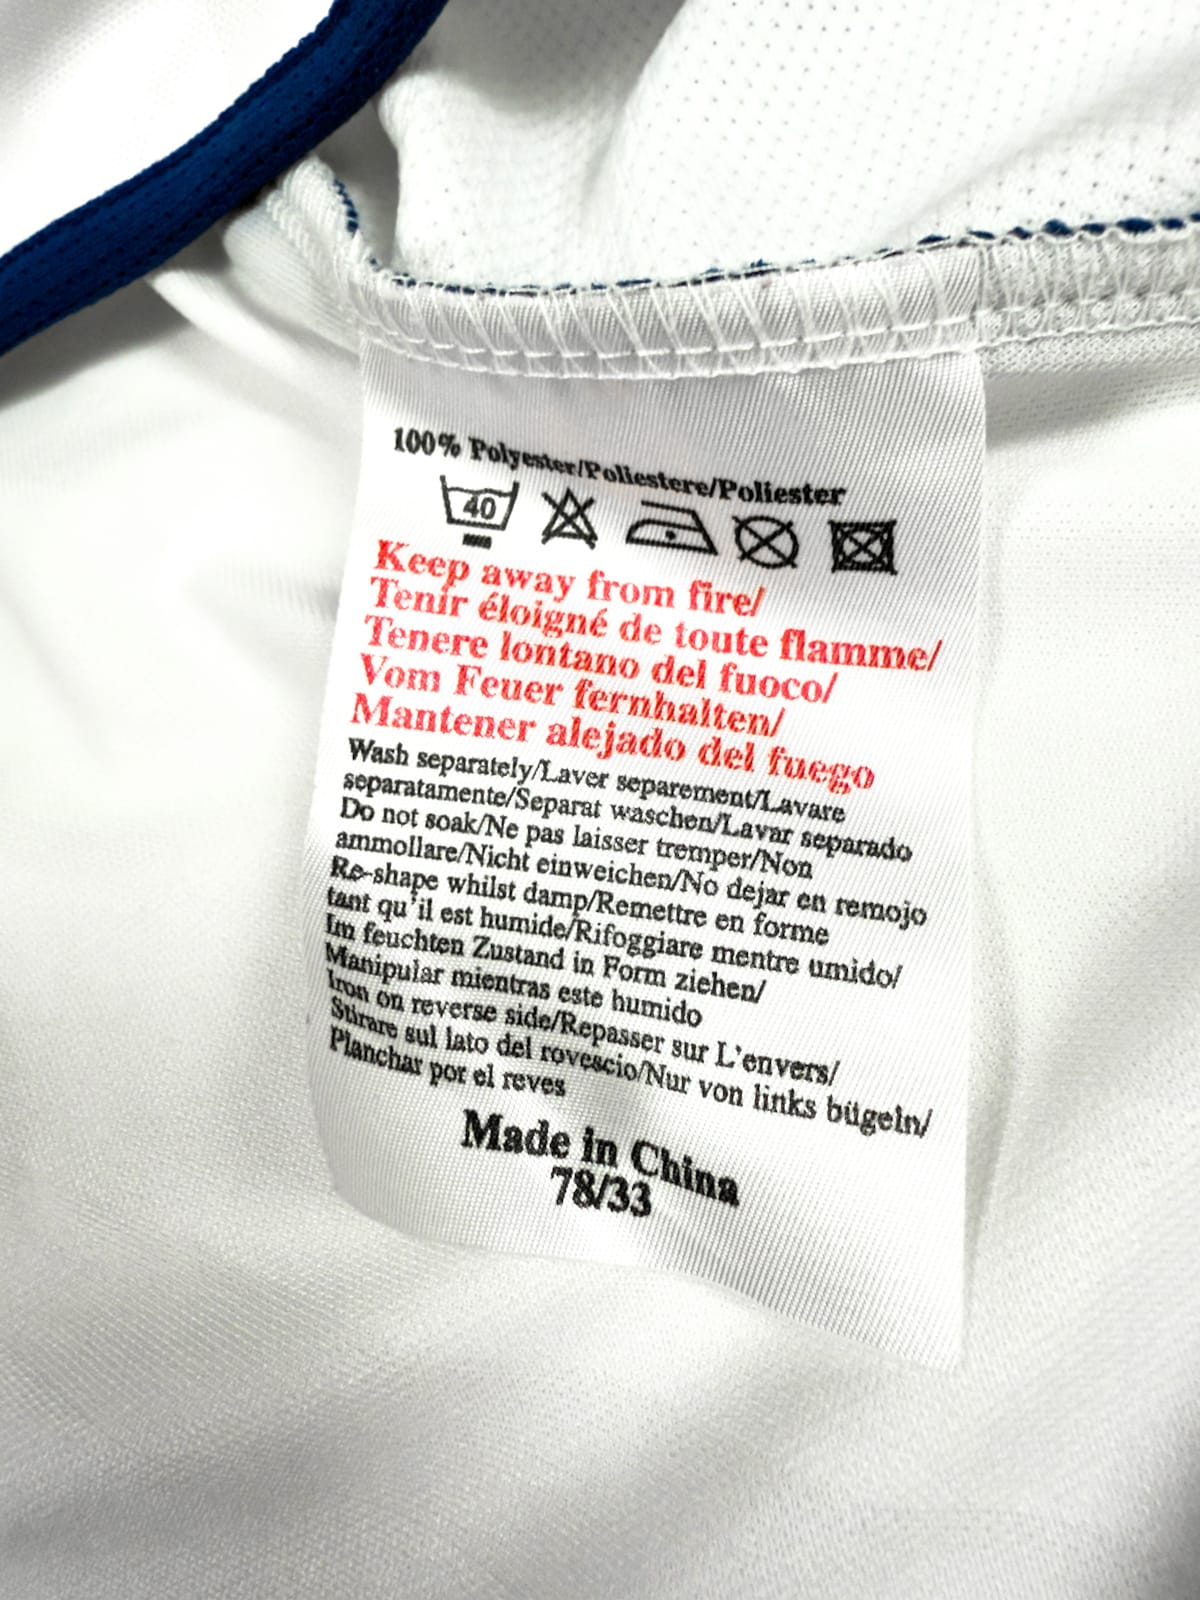 100% Polyester/Poliestere/Poliester
40
Keep away from fire/
Tenir éloigné de toute flamme/
Tenere lontano del fuoco/
Vom Feuer fernhalten/
Mantener alejado del fuego
Wash separately/Laver separement/Lavare
separatamente/Separat waschen/Lavar separado
Do not soak/Ne pas laisser tremper/Non
ammollare/Nicht einweichen/No dejar en remojo
Re-shape whilst damp/Remettre en forme
tant qu'il est humide/Rifoggiare mentre umido/
Im feuchten Zustand in Form ziehen/
Manipular mientras este humido
Iron on reverse side/Repasser sur L'envers/
Stirare sul lato del rovescio/Nur von links bügeln/
Planchar por el reves
Made in China
78/33